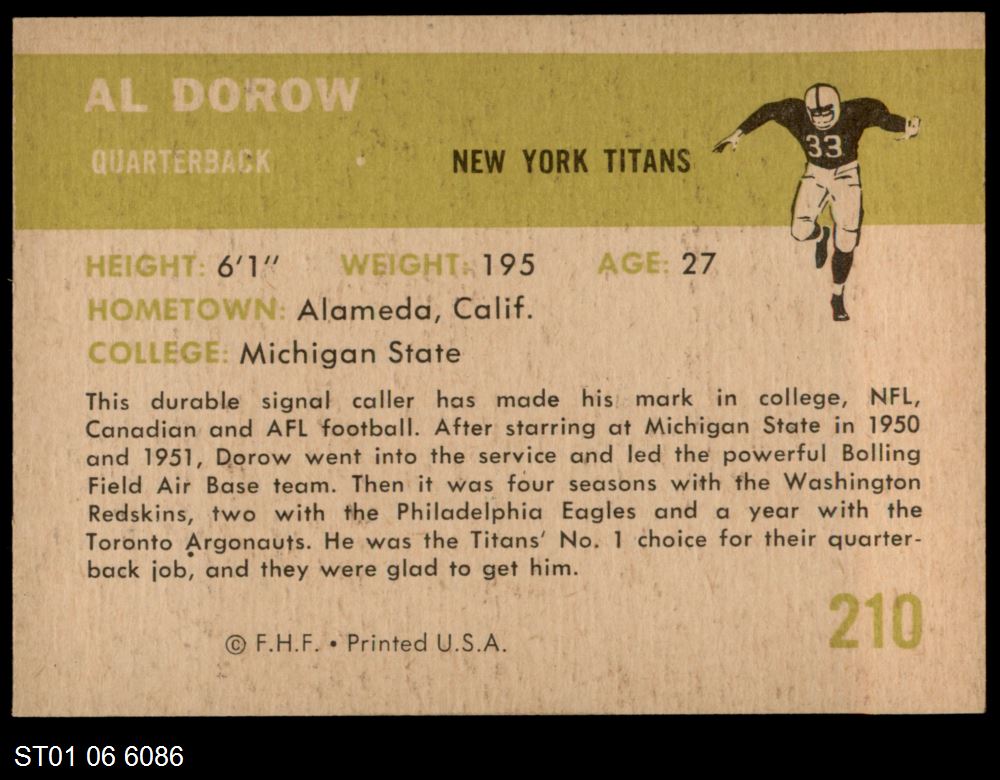 AL DOROW
QUARTERBACK
NEW YORK TITANS
33
HEIGHT: 6'1" WEIGHT: 195 AGE: 27
HOMETOWN: Alameda, Calif.
COLLEGE: Michigan State
This durable signal caller has made his mark in college, NFL,
Canadian and AFL football. After starring at Michigan State in 1950
and 1951, Dorow went into the service and led the powerful Bolling
Field Air Base team. Then it was four seasons with the Washington
Redskins, two with the Philadelphia Eagles and a year with the
Toronto Argonauts. He was the Titans' No. 1 choice for their quarter-
back job, and they were glad to get him.
210
© F.H.F. • Printed U.S.A.
ST01 06 6086